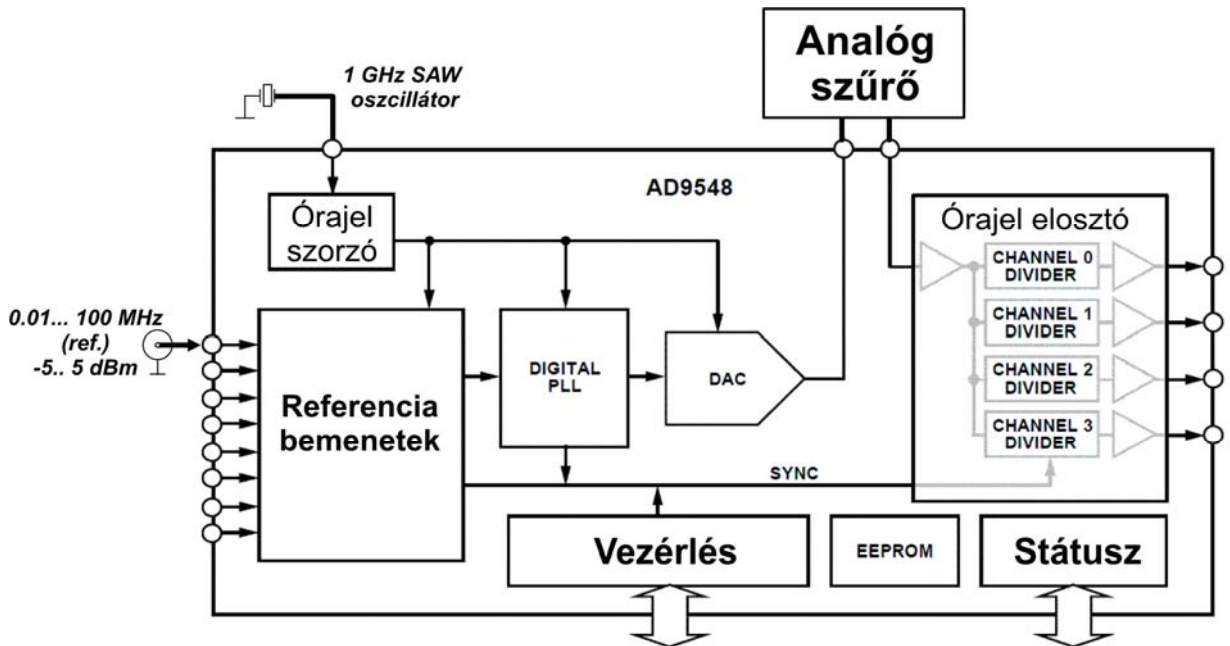 Analóg
szűrő
1 GHz SAW
oszcillátor
AD9548
Órajel
szorzó
Órajel elosztó
CHANNEL 0
DIVIDER
CHANNEL 1
DIVIDER
CHANNEL 2
DIVIDER
CHANNEL 3
DIVIDER
0.01... 100 MHz
(ref.)
-5.. 5 dBm
Referencia
bemenetek
DIGITAL
PLL
DAC
SYNC
Vezérlés
EEPROM
Státusz